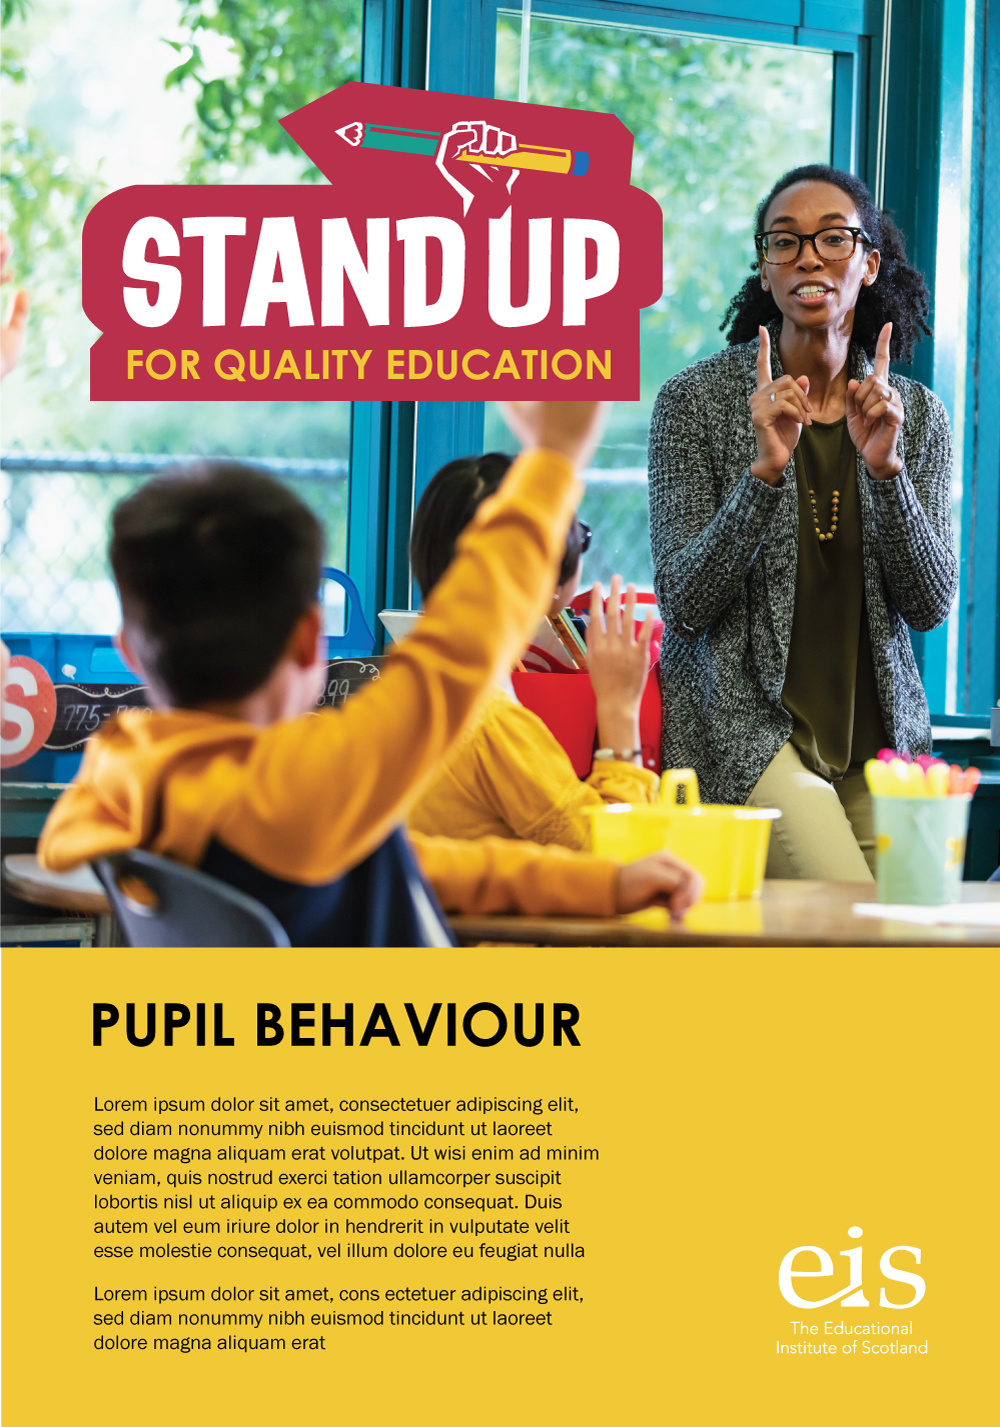 STAND UP
FOR QUALITY EDUCATION
S
775-
899
PUPIL BEHAVIOUR
Lorem ipsum dolor sit amet, consectetuer adipiscing elit,
sed diam nonummy nibh euismod tincidunt ut laoreet
dolore magna aliquam erat volutpat. Ut wisi enim ad minim
veniam, quis nostrud exerci tation ullamcorper suscipit
lobortis nisl ut aliquip ex ea commodo consequat. Duis
autem vel eum iriure dolor in hendrerit in vulputate velit
esse molestie consequat, vel illum dolore eu feugiat nulla
Lorem ipsum dolor sit amet, cons ectetuer adipiscing elit,
sed diam nonummy nibh euismod tincidunt ut laoreet
dolore magna aliquam erat
eis
The Educational
Institute of Scotland